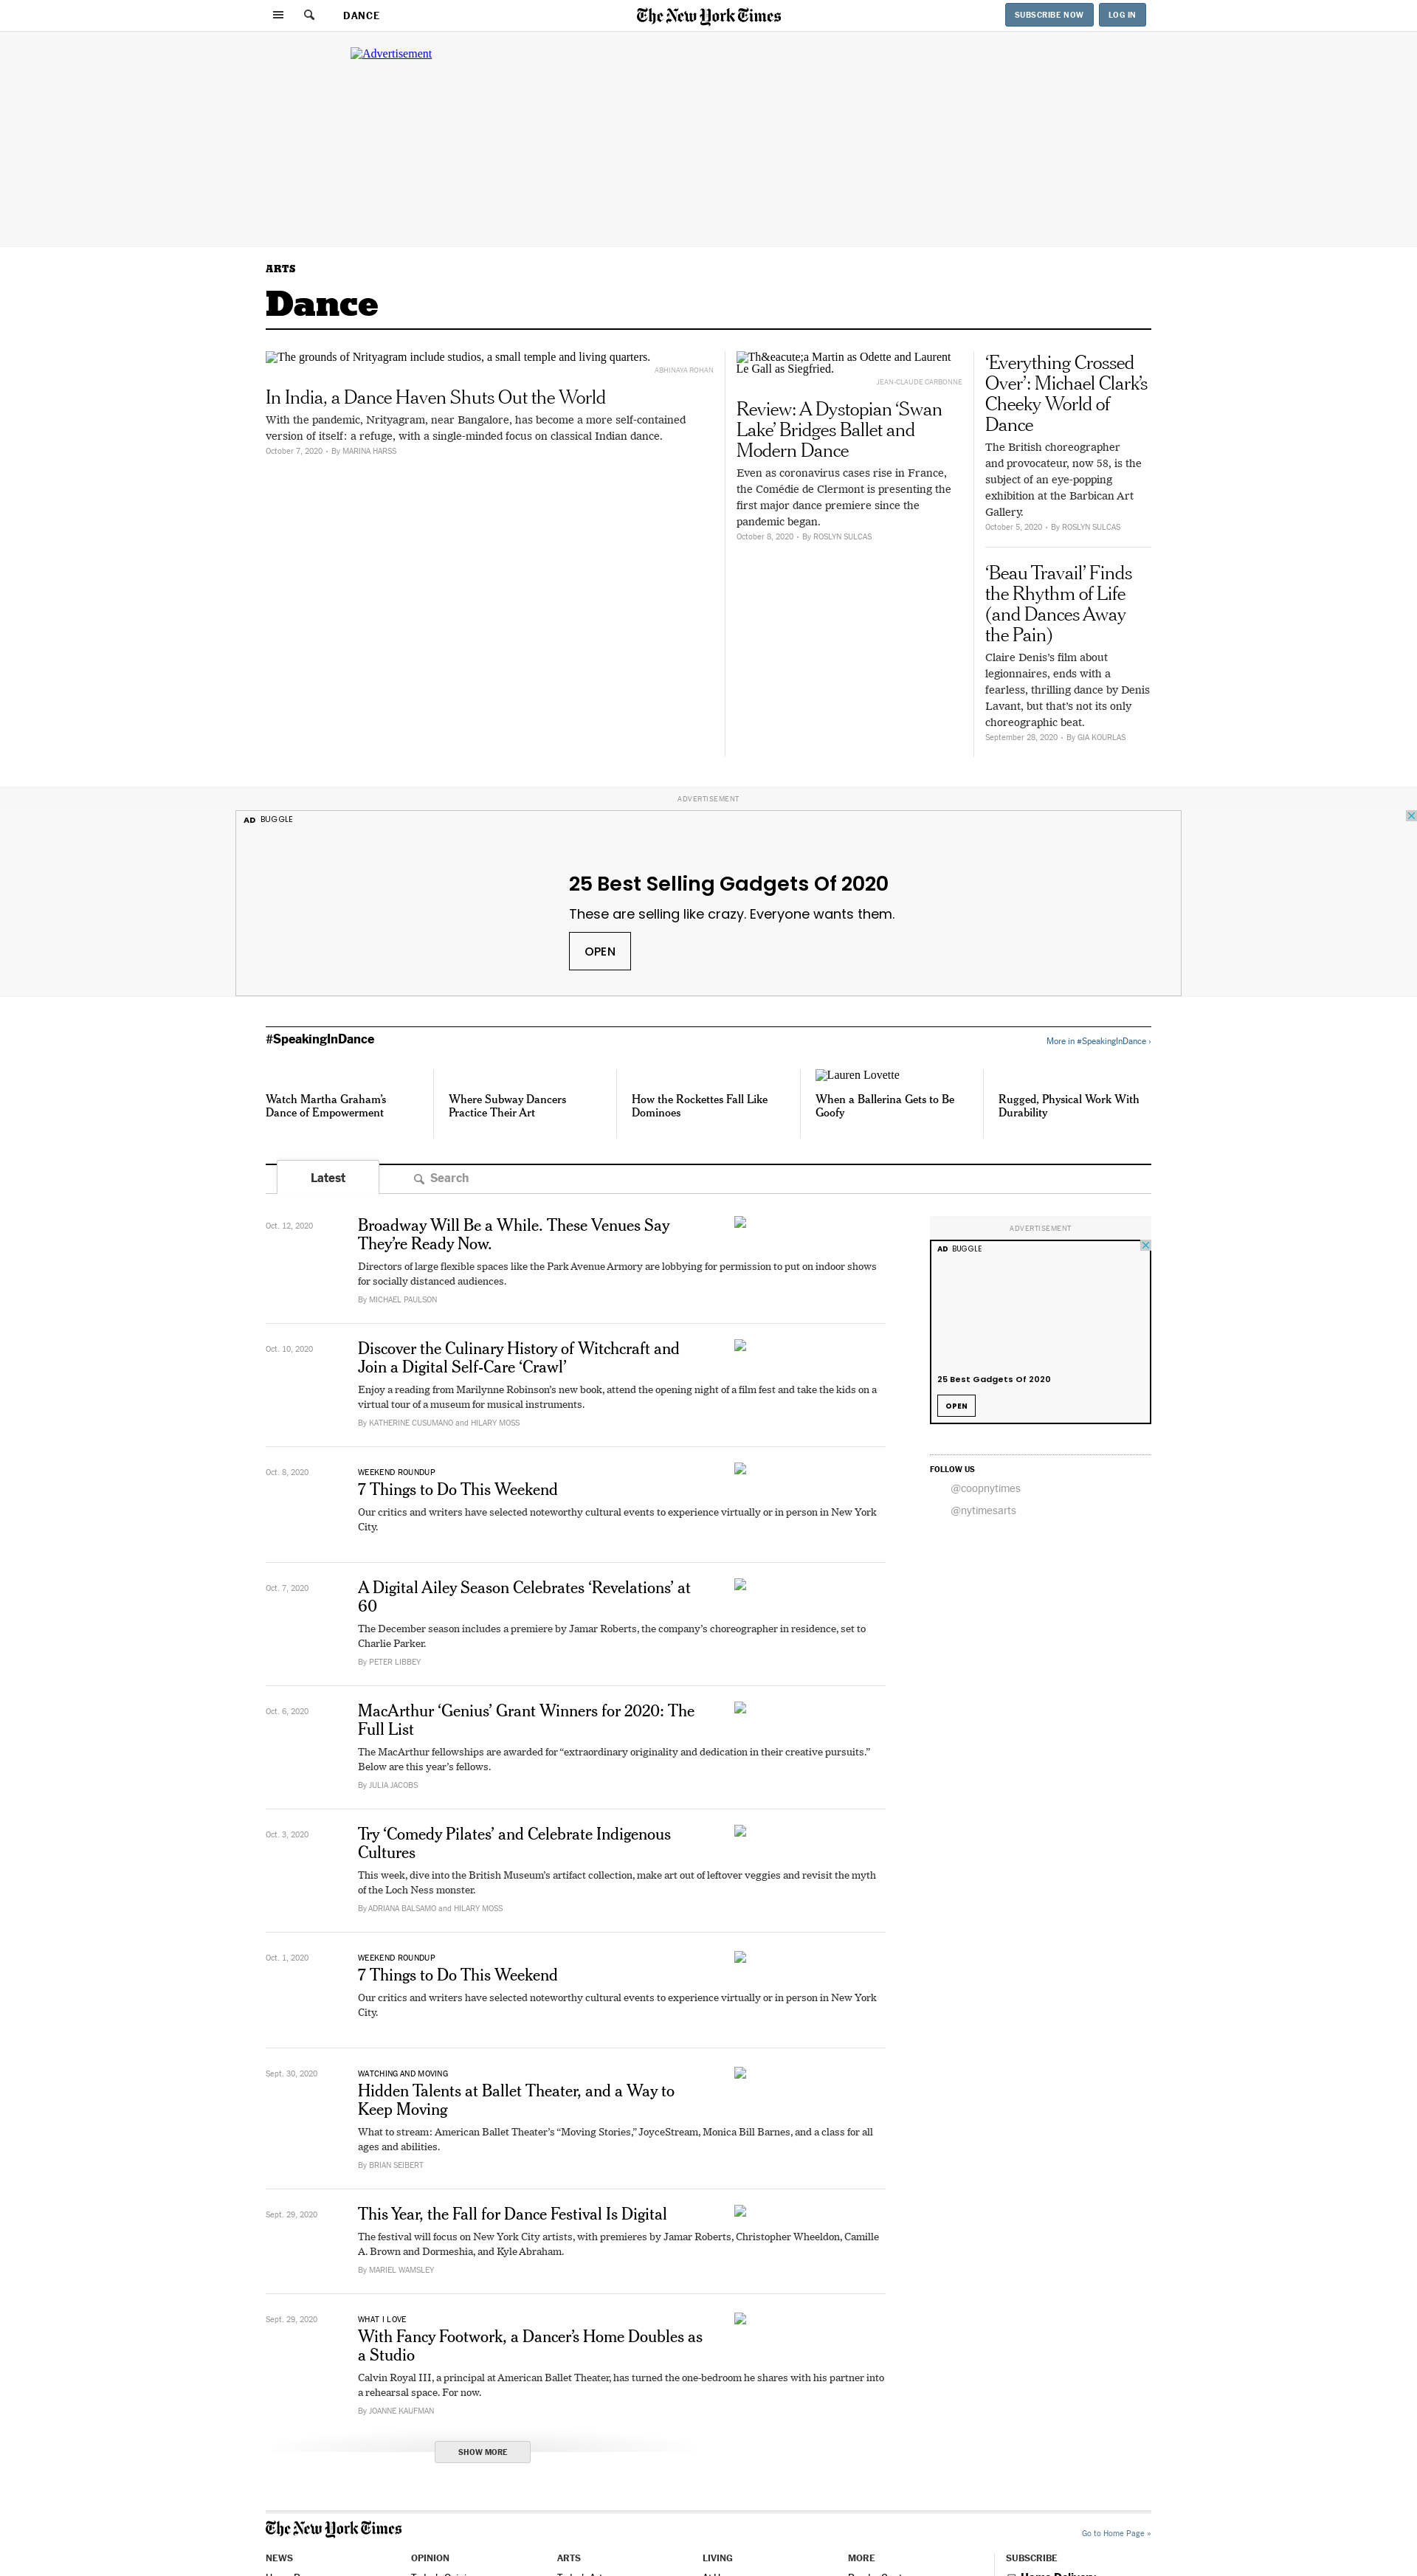 DANCE
The New York Times
SUBSCRIBE NOW
LOG IN
Advertisement
ARTS
Dance
The grounds of Nrityagram include studios, a small temple and living quarters.
ABHINAYA ROHAN
In India, a Dance Haven Shuts Out the World
With the pandemic, Nrityagram, near Bangalore, has become a more self-contained
version of itself: a refuge, with a single-minded focus on classical Indian dance.
October 7, 2020 • By MARINA HARSS
Th&eacute;a Martin as Odette and Laurent
Le Gall as Siegfried.
JEAN-CLAUDE CARBONNE
Review: A Dystopian ‘Swan
Lake’ Bridges Ballet and
Modern Dance
Even as coronavirus cases rise in France,
the Comédie de Clermont is presenting the
first major dance premiere since the
pandemic began.
October 8, 2020 • By ROSLYN SULCAS
‘Everything Crossed
Over’: Michael Clark’s
Cheeky World of
Dance
The British choreographer
and provocateur, now 58, is the
subject of an eye-popping
exhibition at the Barbican Art
Gallery.
October 5, 2020 • By ROSLYN SULCAS
‘Beau Travail’ Finds
the Rhythm of Life
(and Dances Away
the Pain)
Claire Denis’s film about
legionnaires, ends with a
fearless, thrilling dance by Denis
Lavant, but that’s not its only
choreographic beat.
September 28, 2020 • By GIA KOURLAS
ADVERTISEMENT
AD BUGGLE
25 Best Selling Gadgets Of 2020
These are selling like crazy. Everyone wants them.
OPEN
#SpeakingInDance
More in #SpeakingInDance ›
Watch Martha Graham’s
Dance of Empowerment
Where Subway Dancers
Practice Their Art
How the Rockettes Fall Like
Dominoes
Lauren Lovette
When a Ballerina Gets to Be
Goofy
Rugged, Physical Work With
Durability
Latest
Search
Oct. 12, 2020
Broadway Will Be a While. These Venues Say
They’re Ready Now.
Directors of large flexible spaces like the Park Avenue Armory are lobbying for permission to put on indoor shows
for socially distanced audiences.
By MICHAEL PAULSON
Oct. 10, 2020
Discover the Culinary History of Witchcraft and
Join a Digital Self-Care ‘Crawl’
Enjoy a reading from Marilynne Robinson’s new book, attend the opening night of a film fest and take the kids on a
virtual tour of a museum for musical instruments.
By KATHERINE CUSUMANO and HILARY MOSS
Oct. 8, 2020
WEEKEND ROUNDUP
7 Things to Do This Weekend
Our critics and writers have selected noteworthy cultural events to experience virtually or in person in New York
City.
Oct. 7, 2020
A Digital Ailey Season Celebrates ‘Revelations’ at
60
The December season includes a premiere by Jamar Roberts, the company’s choreographer in residence, set to
Charlie Parker.
By PETER LIBBEY
Oct. 6, 2020
MacArthur ‘Genius’ Grant Winners for 2020: The
Full List
The MacArthur fellowships are awarded for “extraordinary originality and dedication in their creative pursuits.”
Below are this year’s fellows.
By JULIA JACOBS
Oct. 3, 2020
Try ‘Comedy Pilates’ and Celebrate Indigenous
Cultures
This week, dive into the British Museum’s artifact collection, make art out of leftover veggies and revisit the myth
of the Loch Ness monster.
By ADRIANA BALSAMO and HILARY MOSS
Oct. 1, 2020
WEEKEND ROUNDUP
7 Things to Do This Weekend
Our critics and writers have selected noteworthy cultural events to experience virtually or in person in New York
City.
Sept. 30, 2020
WATCHING AND MOVING
Hidden Talents at Ballet Theater, and a Way to
Keep Moving
What to stream: American Ballet Theater’s “Moving Stories,” JoyceStream, Monica Bill Barnes, and a class for all
ages and abilities.
By BRIAN SEIBERT
Sept. 29, 2020
This Year, the Fall for Dance Festival Is Digital
The festival will focus on New York City artists, with premieres by Jamar Roberts, Christopher Wheeldon, Camille
A. Brown and Dormeshia, and Kyle Abraham.
By MARIEL WAMSLEY
Sept. 29, 2020
WHAT I LOVE
With Fancy Footwork, a Dancer’s Home Doubles as
a Studio
Calvin Royal III, a principal at American Ballet Theater, has turned the one-bedroom he shares with his partner into
a rehearsal space. For now.
By JOANNE KAUFMAN
SHOW MORE
ADVERTISEMENT
AD BUGGLE
25 Best Gadgets Of 2020
OPEN
FOLLOW US
@coopnytimes
@nytimesarts
The New York Times
Go to Home Page »
NEWS
OPINION
ARTS
LIVING
MORE
SUBSCRIBE